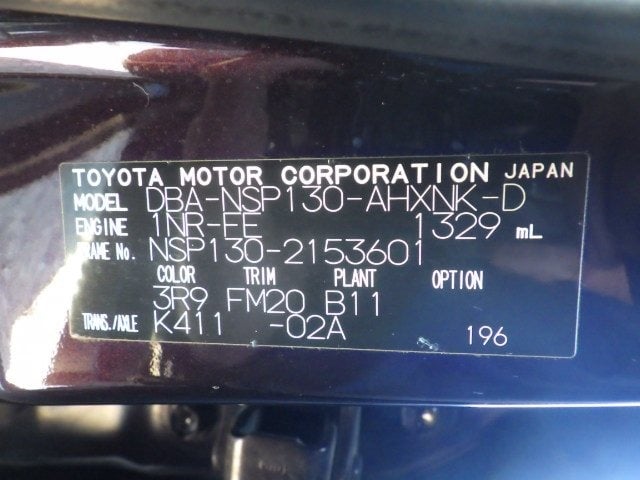 TOYOTA MOTOR CORPORATION JAPAN
MODEL DBA-NSP130-AHXNK-D
ENGINE 1NR-FE 1329 mL
FRAME No. NSP130-2153601
COLOR TRIM PLANT OPTION
3R9 FM20 B11
TRANS./AXLE K411 -02A 196